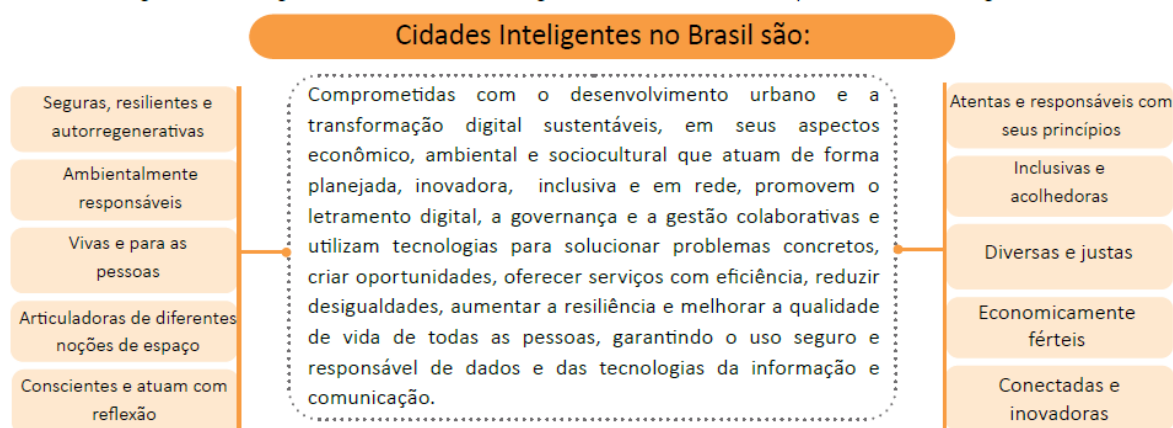 Cidades Inteligentes no Brasil são:
Seguras, resilientes e
autorregenerativas
Ambientalmente
responsáveis
Vivas e para as
pessoas
Articuladoras de diferentes
noções de espaço
Conscientes e atuam com
reflexão
Comprometidas com o desenvolvimento urbano e a
transformação digital sustentáveis, em seus aspectos
econômico, ambiental e sociocultural que atuam de forma
planejada, inovadora, inclusiva e em rede, promovem o
letramento digital, a governança e a gestão colaborativas e
utilizam tecnologias para solucionar problemas concretos,
criar oportunidades, oferecer serviços com eficiência, reduzir
desigualdades, aumentar a resiliência e melhorar a qualidade
de vida de todas as pessoas, garantindo o uso seguro e
responsável de dados e das tecnologias da informação e
comunicação.
Atentas e responsáveis com
seus princípios
Inclusivas e
acolhedoras
Diversas e justas
Economicamente
férteis
Conectadas e
inovadoras